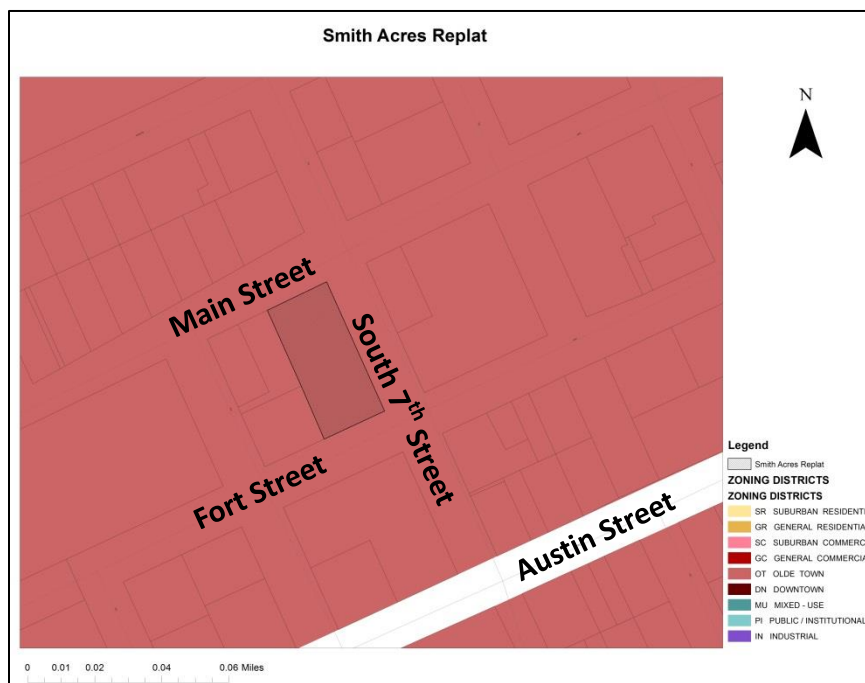 Smith Acres Replat
N
Main Street
South 7th Street
Fort Street
Austin Street
Legend
Smith Acres Replat
ZONING DISTRICTS
ZONING DISTRICTS
SR SUBURBAN RESIDENTI
GR GENERAL RESIDENTIA
SC SUBURBAN COMMERC
GC GENERAL COMMERCIA
OT OLDE TOWN
DN DOWNTOWN
MU MIXED - USE
PI PUBLIC / INSTITUTIONAL
IN INDUSTRIAL
0 0.01 0.02 0.04 0.06 Miles